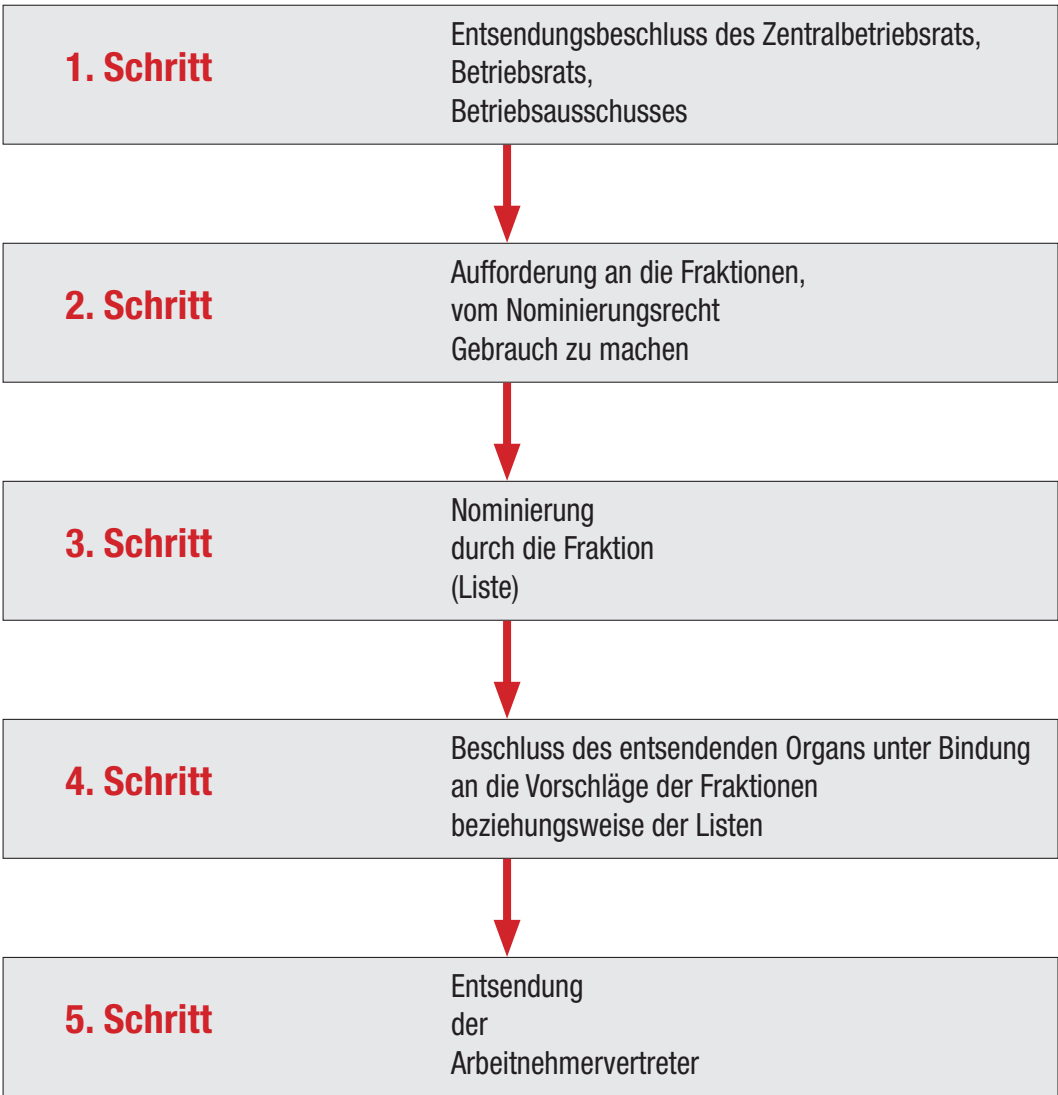 1. Schritt
Entsendungsbeschluss des Zentralbetriebsrats,
Betriebsrats,
Betriebsausschusses
2. Schritt
Aufforderung an die Fraktionen,
vom Nominierungsrecht
Gebrauch zu machen
3. Schritt
Nominierung
durch die Fraktion
(Liste)
4. Schritt
Beschluss des entsendenden Organs unter Bindung
an die Vorschläge der Fraktionen
beziehungsweise der Listen
5. Schritt
Entsendung
der
Arbeitnehmervertreter